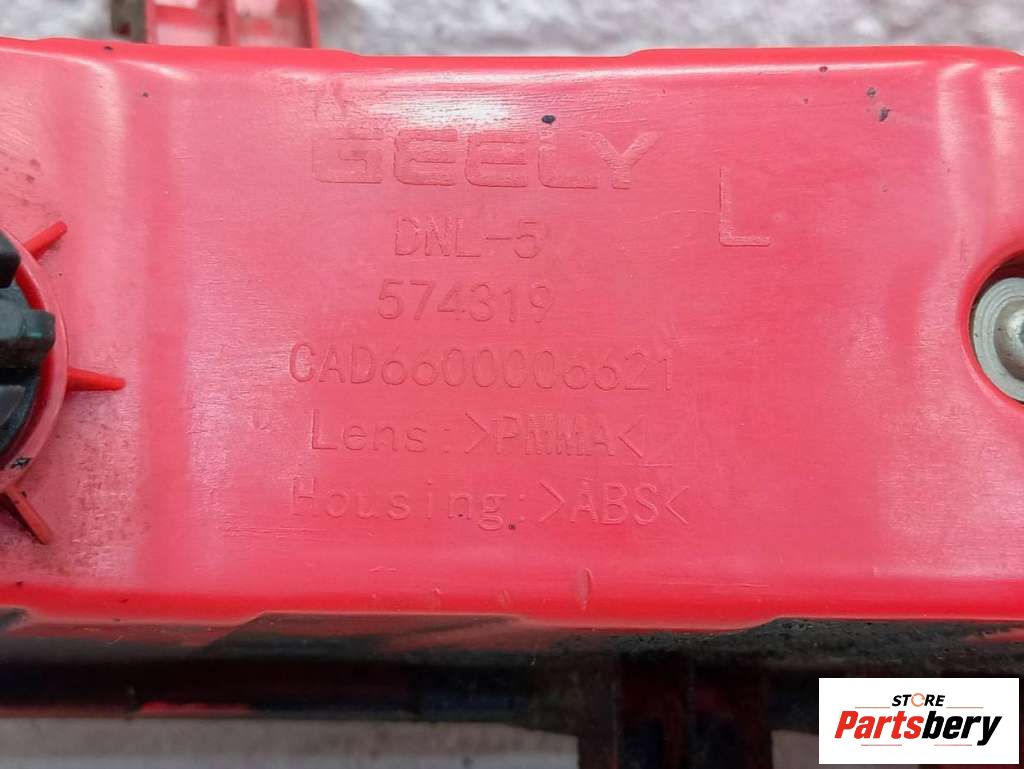 GEELY
L
DNL-5
574319
CAD6600006621
Lens:>PMMA<
Housing:>ABS<
STORE
Partsbery